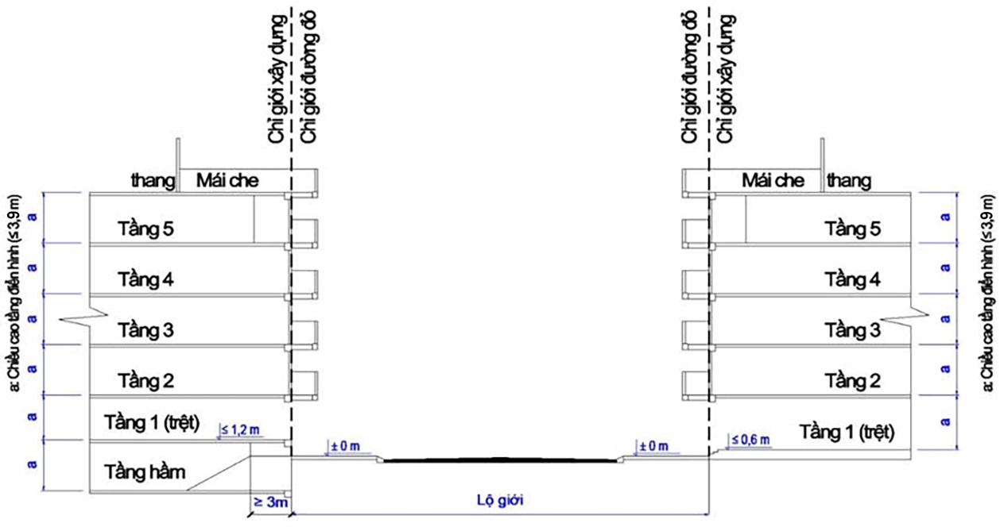 Chỉ giới xây dựng
Chỉ giới đường đỏ
Chỉ giới đường đỏ
Chỉ giới xây dựng
thang Mái che
Mái che thang
a: Chiều cao tầng điển hình (≤ 3,9 m)
a
Tầng 5
Tầng 5
a
a
Tầng 4
Tầng 4
a
a
Tầng 3
Tầng 3
a
a
Tầng 2
Tầng 2
a
a
Tầng 1 (trệt)
≤ 1,2 m
± 0 m
± 0 m
≤ 0,6 m
Tầng 1 (trệt)
a
a
Tầng hầm
≥ 3m
Lộ giới
a: Chiều cao tầng điển hình (≤ 3,9 m)